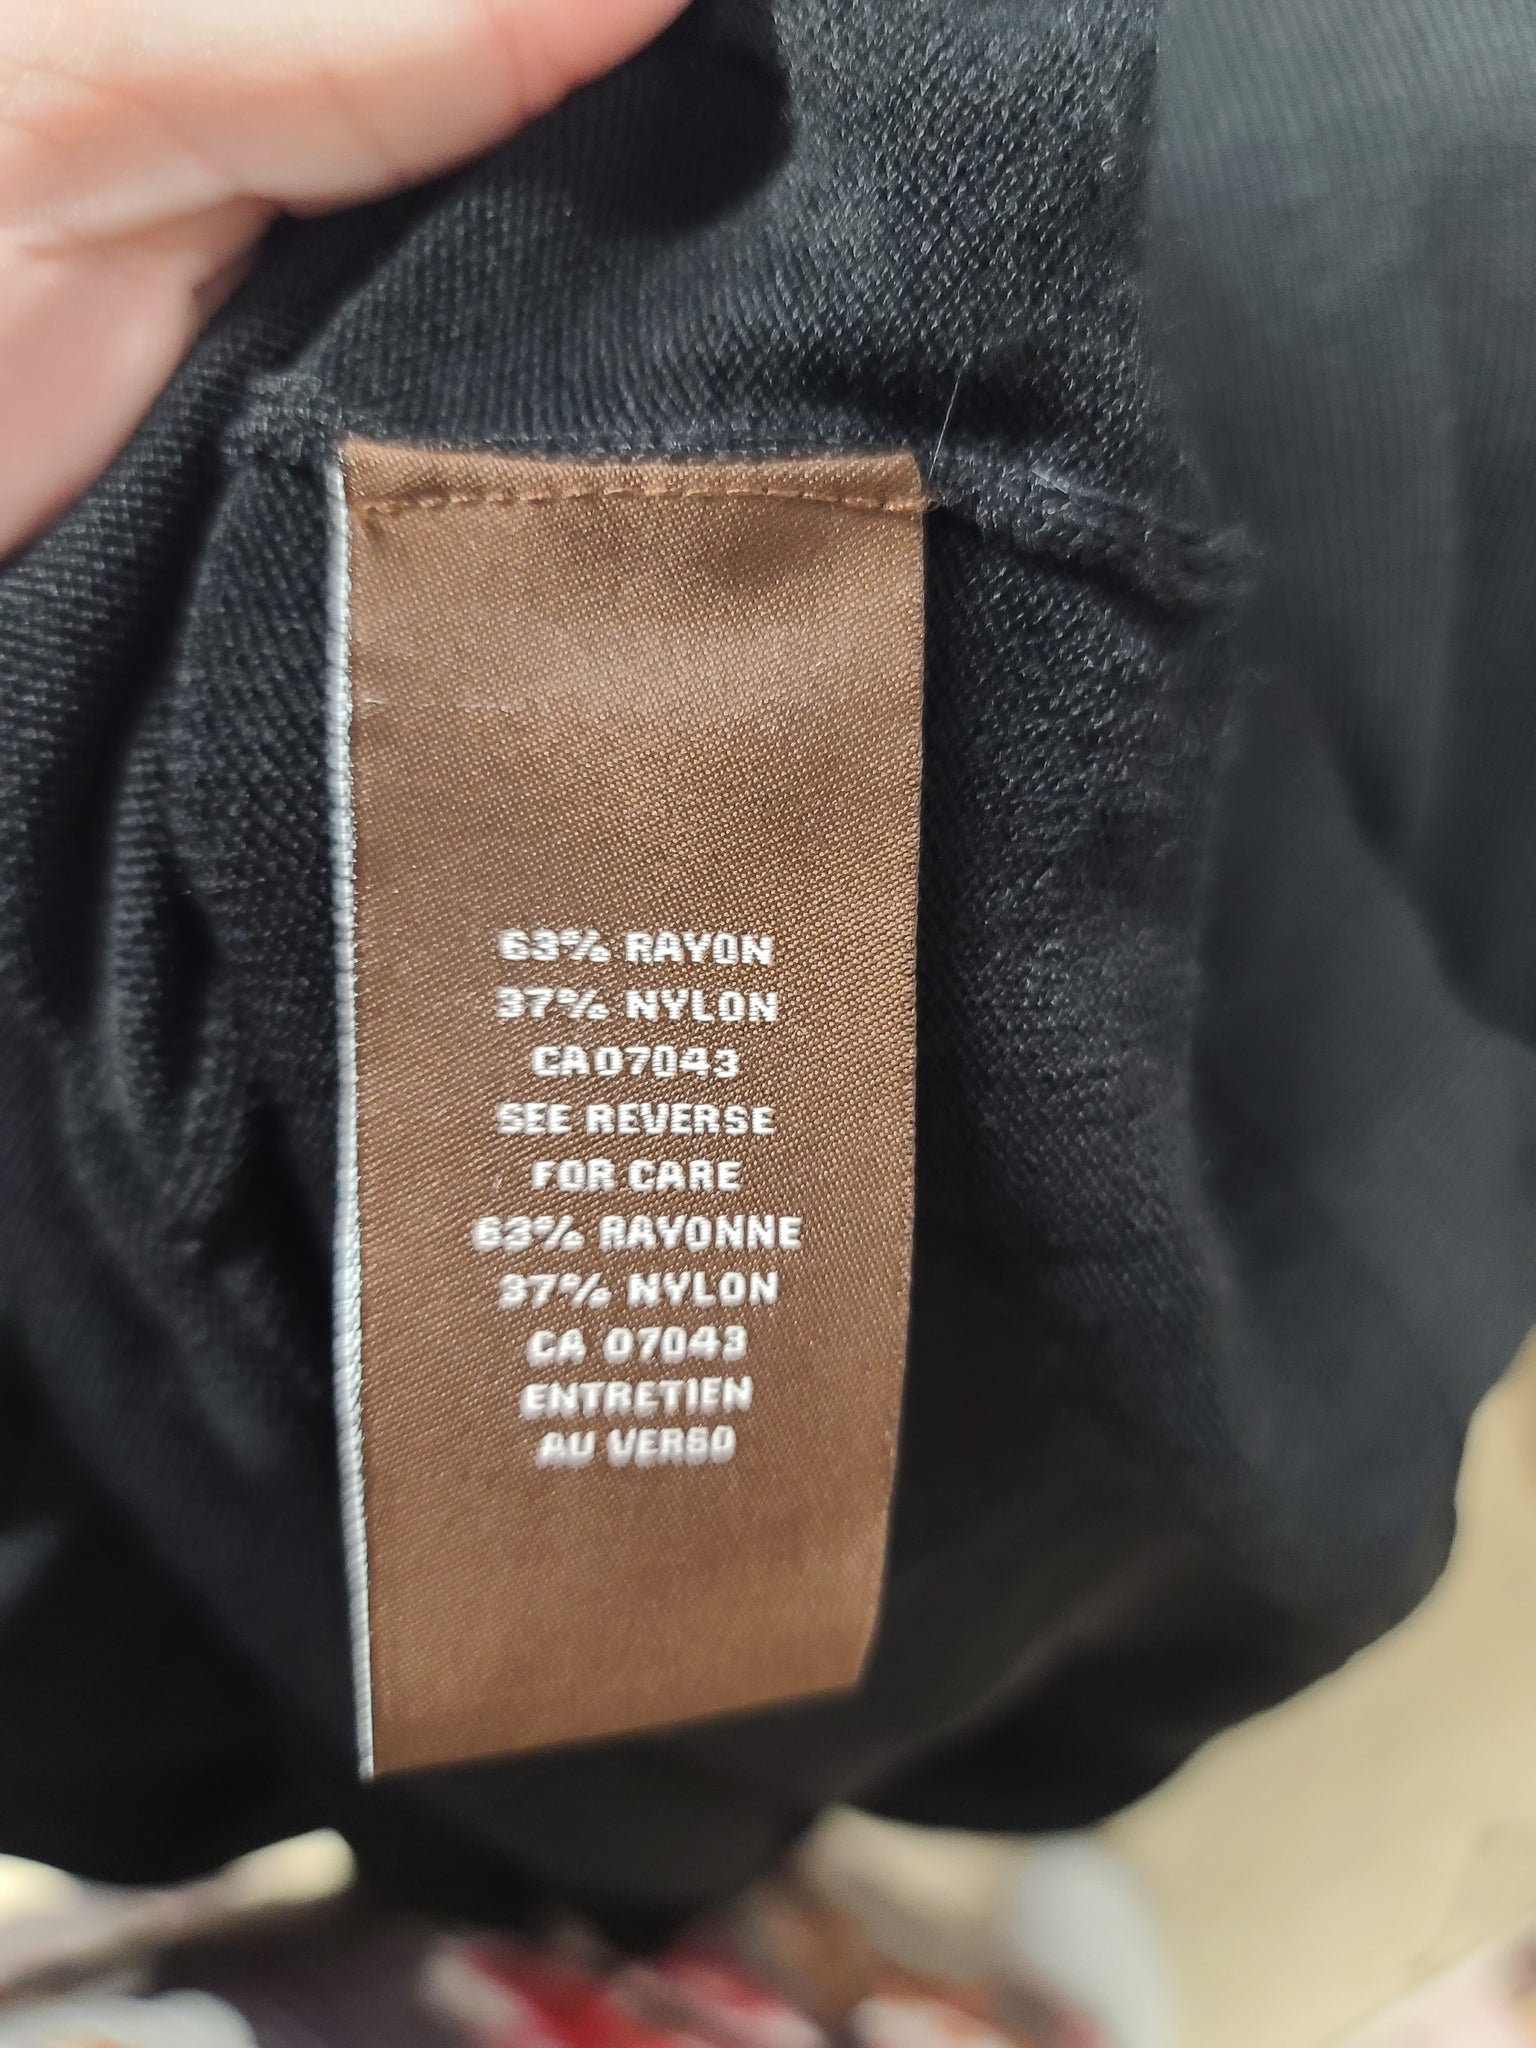 63% RAYON
37% NYLON
CA07043
SEE REVERSE
FOR CARE
63% RAYONNE
37% NYLON
CA 07043
ENTRETIEN
AU VERSO